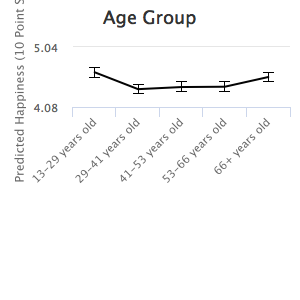 Age Group
Predicted Happiness (10 Point S
5.04
4.08
13–29 years old
29–41 years old
41–53 years old
53–66 years old
66+ years old